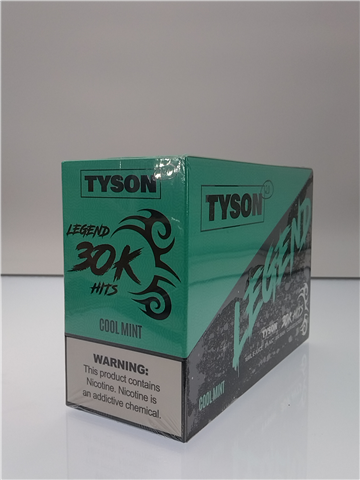 TYSON
LEGEND
30K
HITS
COOL MINT
WARNING:
This product contains
Nicotine. Nicotine is
an addictive chemical.
TYSON
LEGEND
TYSON 30K HITS
COOL MINT